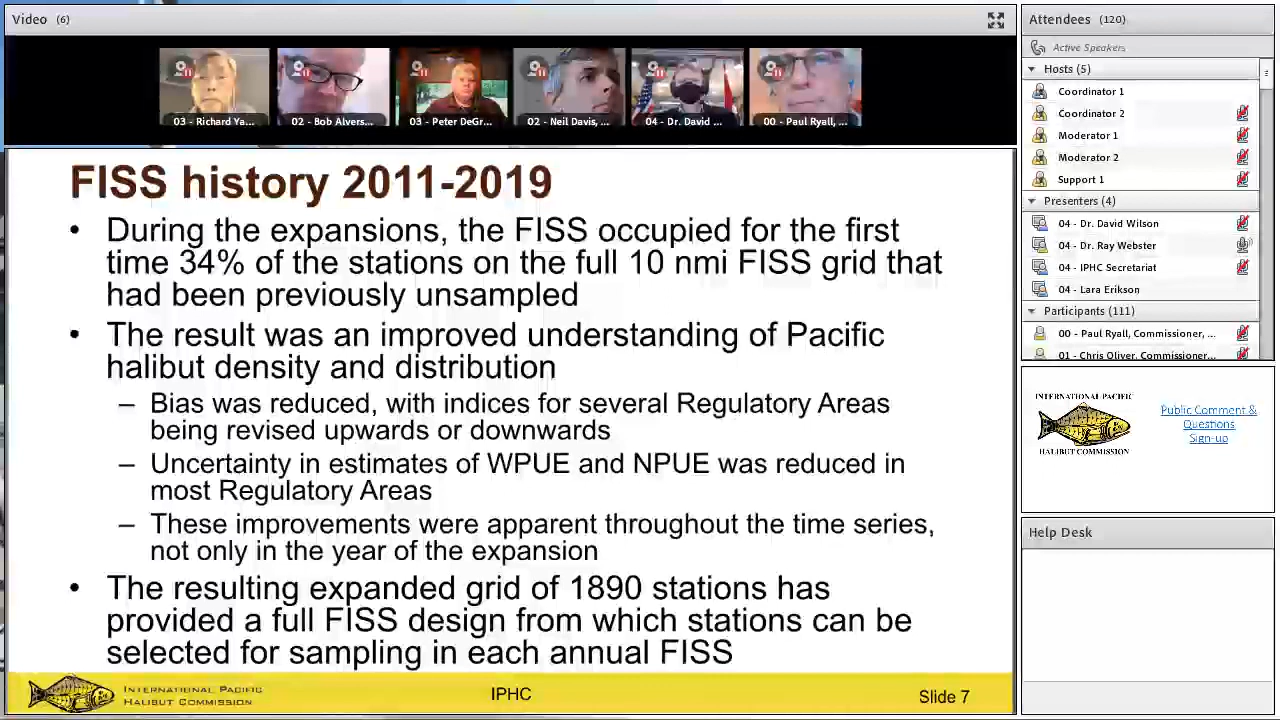 Video (6)
03 - Richard Ya...
02 - Bob Alvers...
03 - Peter DeGr...
02 - Neil Davis, ...
04 - Dr. David ...
00 - Paul Ryall, ...
FISS history 2011-2019
• During the expansions, the FISS occupied for the first
time 34% of the stations on the full 10 nmi FISS grid that
had been previously unsampled
• The result was an improved understanding of Pacific
halibut density and distribution
– Bias was reduced, with indices for several Regulatory Areas
being revised upwards or downwards
– Uncertainty in estimates of WPUE and NPUE was reduced in
most Regulatory Areas
– These improvements were apparent throughout the time series,
not only in the year of the expansion
• The resulting expanded grid of 1890 stations has
provided a full FISS design from which stations can be
selected for sampling in each annual FISS
INTERNATIONAL PACIFIC
HALIBUT COMMISSION
IPHC
Slide 7
Attendees (120)
Active Speakers
Hosts (5)
Coordinator 1
Coordinator 2
Moderator 1
Moderator 2
Support 1
Presenters (4)
04 - Dr. David Wilson
04 - Dr. Ray Webster
04 - IPHC Secretariat
04 - Lara Erikson
Participants (111)
00 - Paul Ryall, Commissioner, ...
01 - Chris Oliver, Commissioner...
INTERNATIONAL PACIFIC
HALIBUT COMMISSION
Public Comment &
Questions
Sign-up
Help Desk